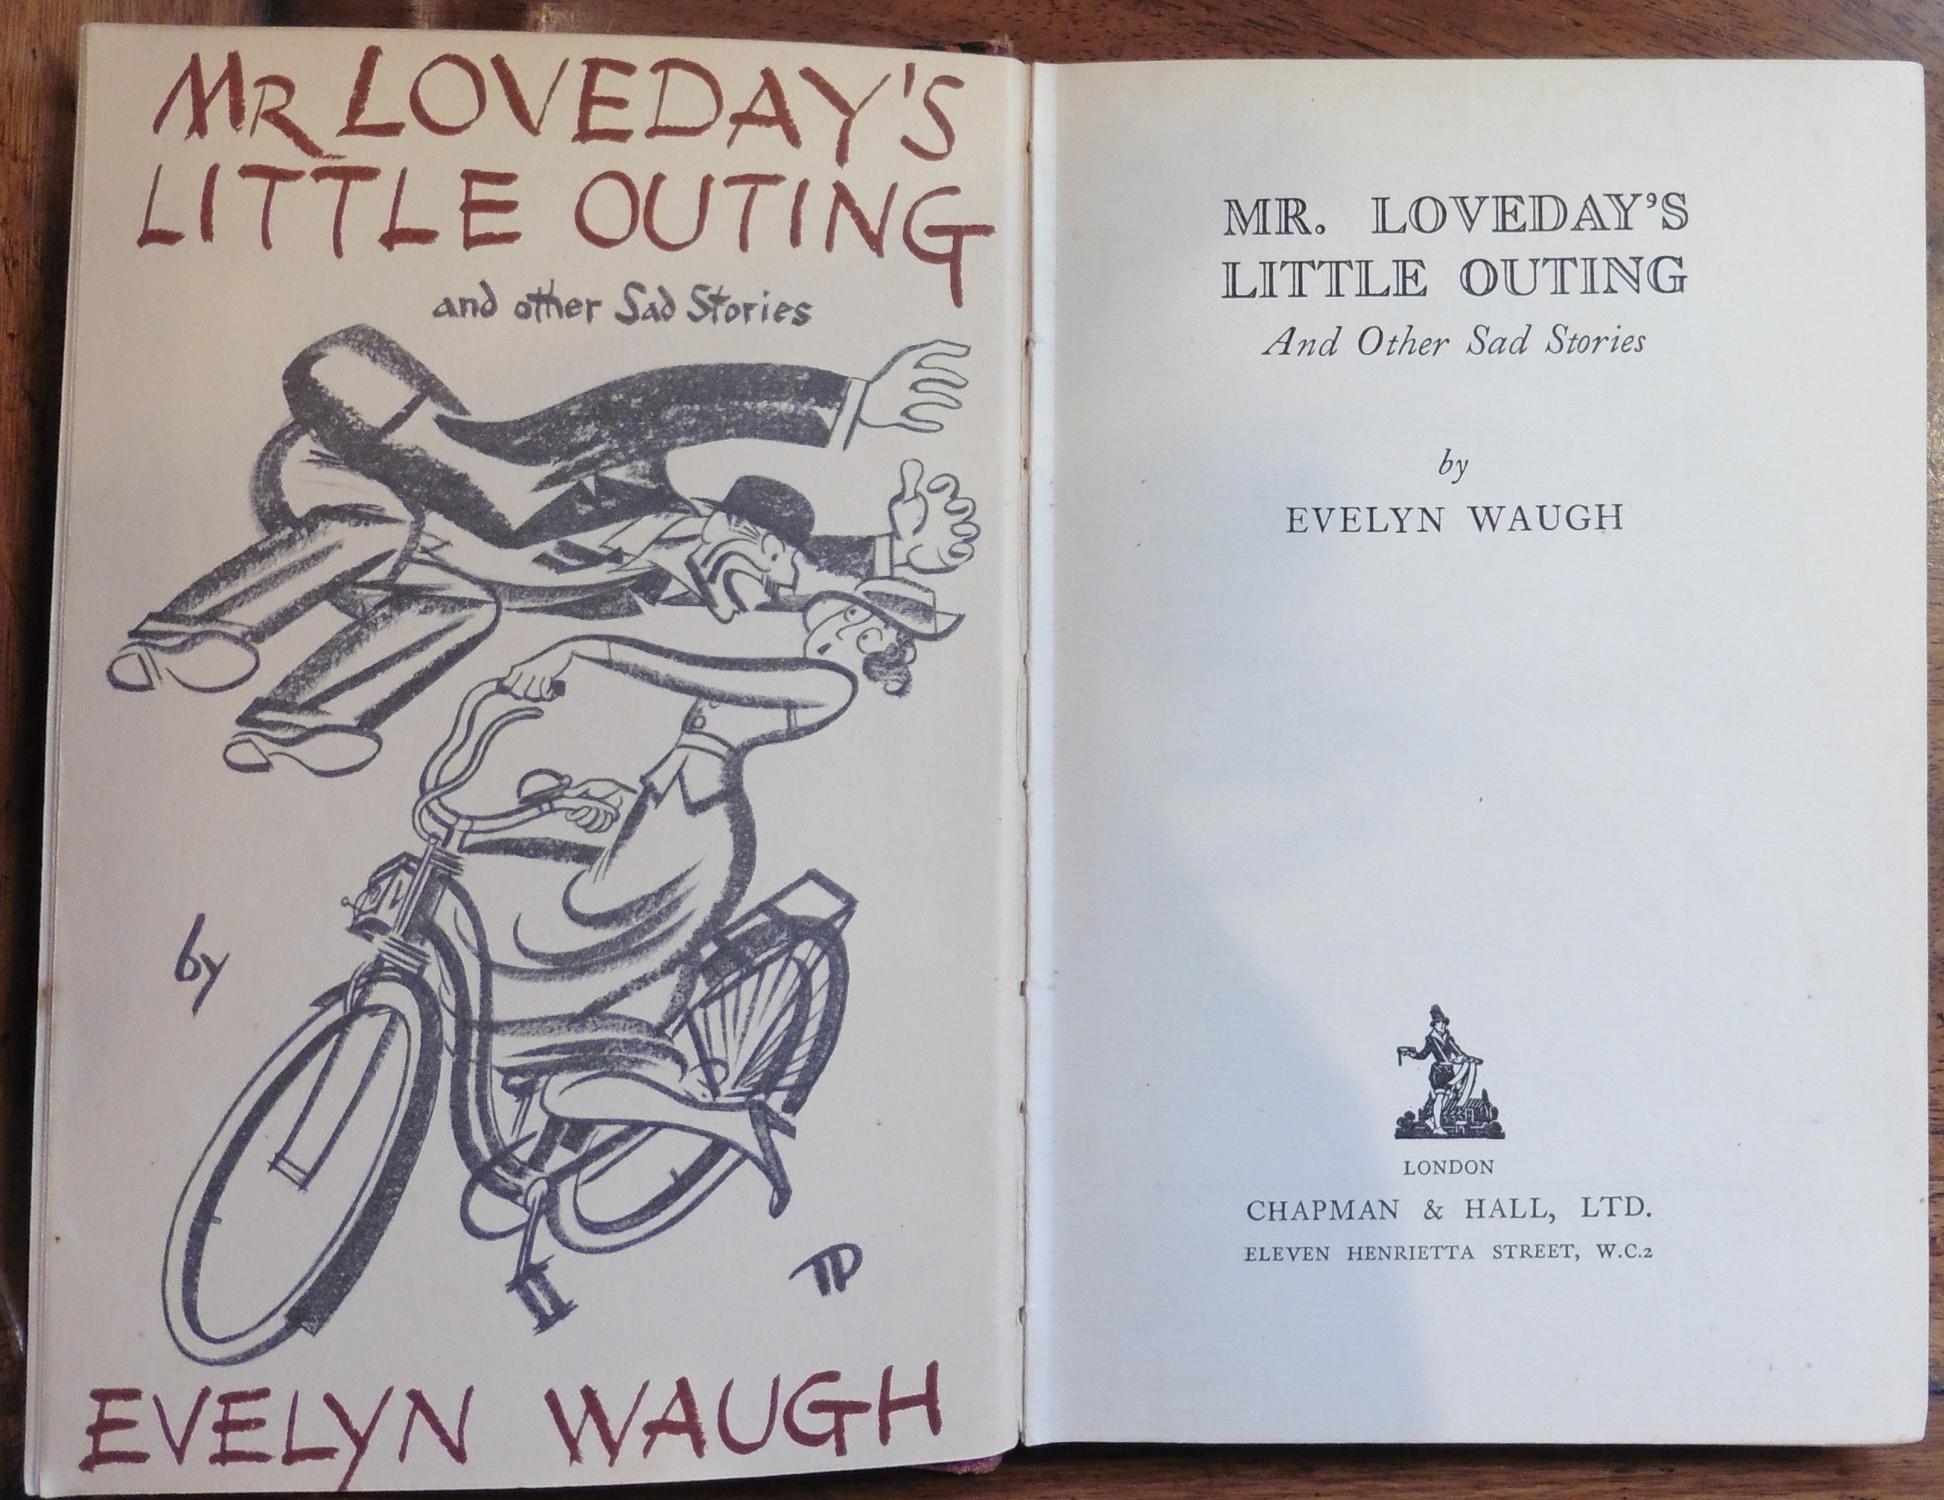 MR LOVEDAY'S
LITTLE OUTING
and other Sad Stories
by
TD
EVELYN WAUGH
MR. LOVEDAY'S
LITTLE OUTING
And Other Sad Stories
by
EVELYN WAUGH
LONDON
CHAPMAN & HALL, LTD.
ELEVEN HENRIETTA STREET, W.C.2